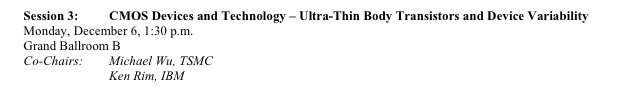 Session 3: CMOS Devices and Technology – Ultra-Thin Body Transistors and Device Variability
Monday, December 6, 1:30 p.m.
Grand Ballroom B
Co-Chairs: Michael Wu, TSMC
Ken Rim, IBM